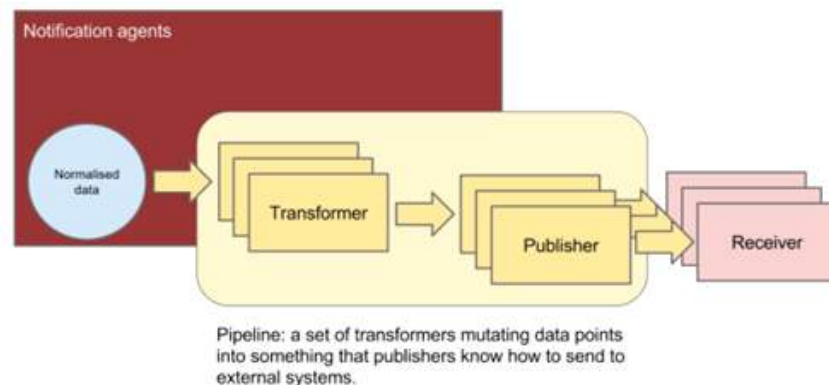 Notification agents
Normalised
data
Transformer
Publisher
Receiver
Pipeline: a set of transformers mutating data points
into something that publishers know how to send to
external systems.